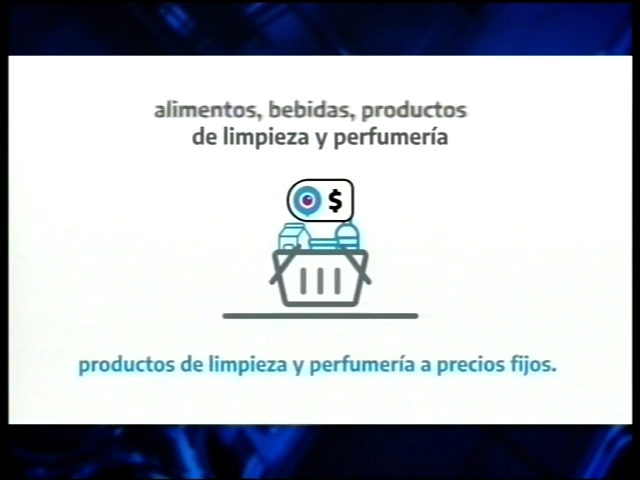 alimentos, bebidas, productos
de limpieza y perfumería
$
productos de limpieza y perfumería a precios fijos.